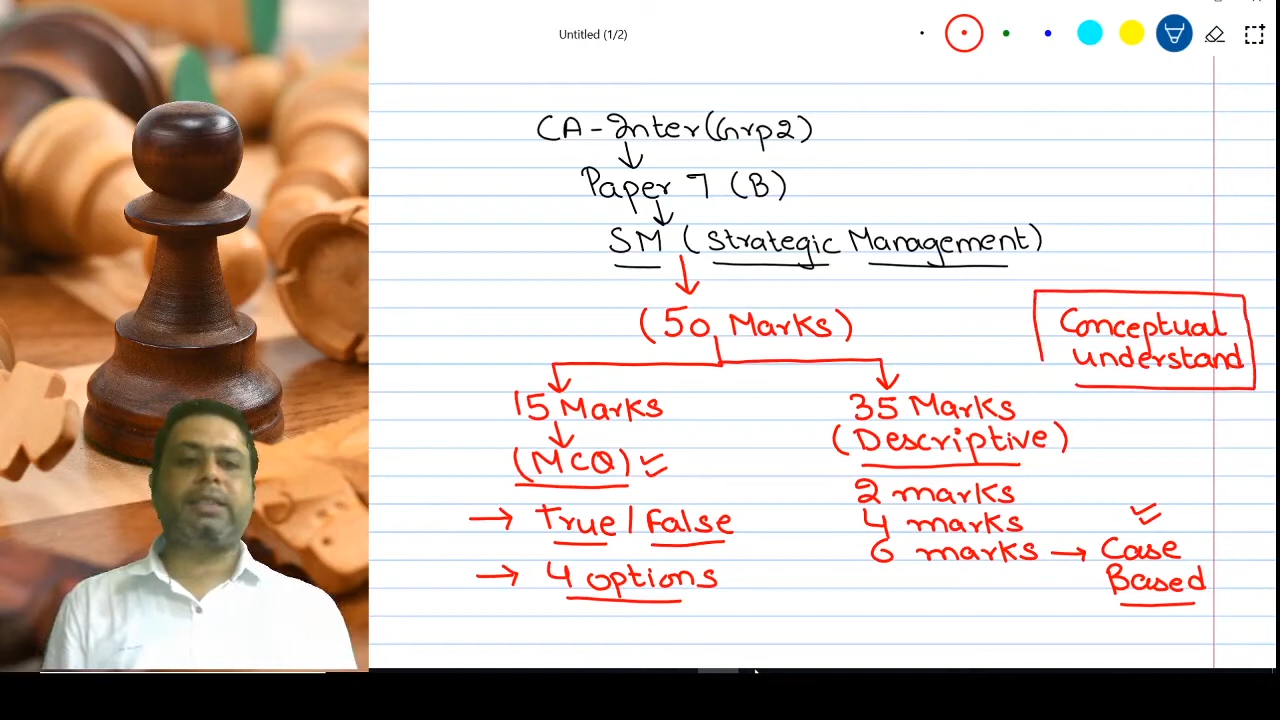 Untitled (1/2)
CA-Inter(Grp2)
Paper 7 (B)
SM (Strategic Management)
(50 Marks)
Conceptual
understand
15 Marks
35 Marks
(Descriptive)
(MCQ)
2 marks
True/False
4 marks
6 marks → Case
Based
→ 4 options